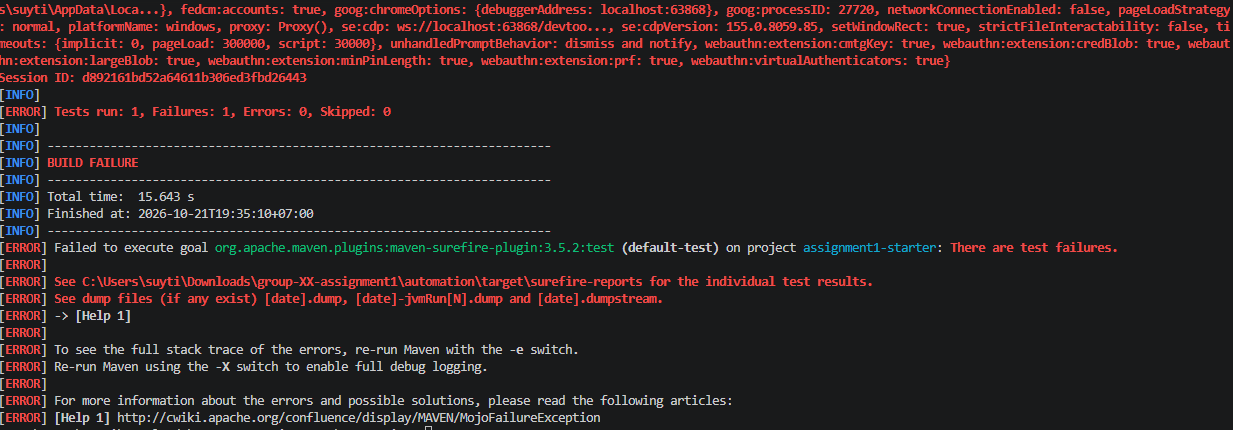 s\suyti\AppData\Loca...}, fedcm:accounts: true, goog:chromeOptions: {debuggerAddress: localhost:63868}, goog:processID: 27720, networkConnectionEnabled: false, pageLoadStrategy
: normal, platformName: windows, proxy: Proxy(), se:cdp: ws://localhost:63868/devtoo..., se:cdpVersion: 155.0.8059.85, setWindowRect: true, strictFileInteractability: false, ti
meouts: {implicit: 0, pageLoad: 300000, script: 30000}, unhandledPromptBehavior: dismiss and notify, webauthn:extension:cmtgKey: true, webauthn:extension:credBlob: true, webaut
hn:extension:largeBlob: true, webauthn:extension:minPinLength: true, webauthn:extension:prf: true, webauthn:virtualAuthenticators: true}
Session ID: d892161bd52a64611b306ed3fbd26443
[INFO]
[ERROR] Tests run: 1, Failures: 1, Errors: 0, Skipped: 0
[INFO]
[INFO] ------------------------------------------------------------------------
[INFO] BUILD FAILURE
[INFO] ------------------------------------------------------------------------
[INFO] Total time:  15.643 s
[INFO] Finished at: 2026-10-21T19:35:10+07:00
[INFO] ------------------------------------------------------------------------
[ERROR] Failed to execute goal org.apache.maven.plugins:maven-surefire-plugin:3.5.2:test (default-test) on project assignment1-starter: There are test failures.
[ERROR]
[ERROR] See C:\Users\suyti\Downloads\group-XX-assignment1\automation\target\surefire-reports for the individual test results.
[ERROR] See dump files (if any exist) [date].dump, [date]-jvmRun[N].dump and [date].dumpstream.
[ERROR] -> [Help 1]
[ERROR]
[ERROR] To see the full stack trace of the errors, re-run Maven with the -e switch.
[ERROR] Re-run Maven using the -X switch to enable full debug logging.
[ERROR]
[ERROR] For more information about the errors and possible solutions, please read the following articles:
[ERROR] [Help 1] http://cwiki.apache.org/confluence/display/MAVEN/MojoFailureException